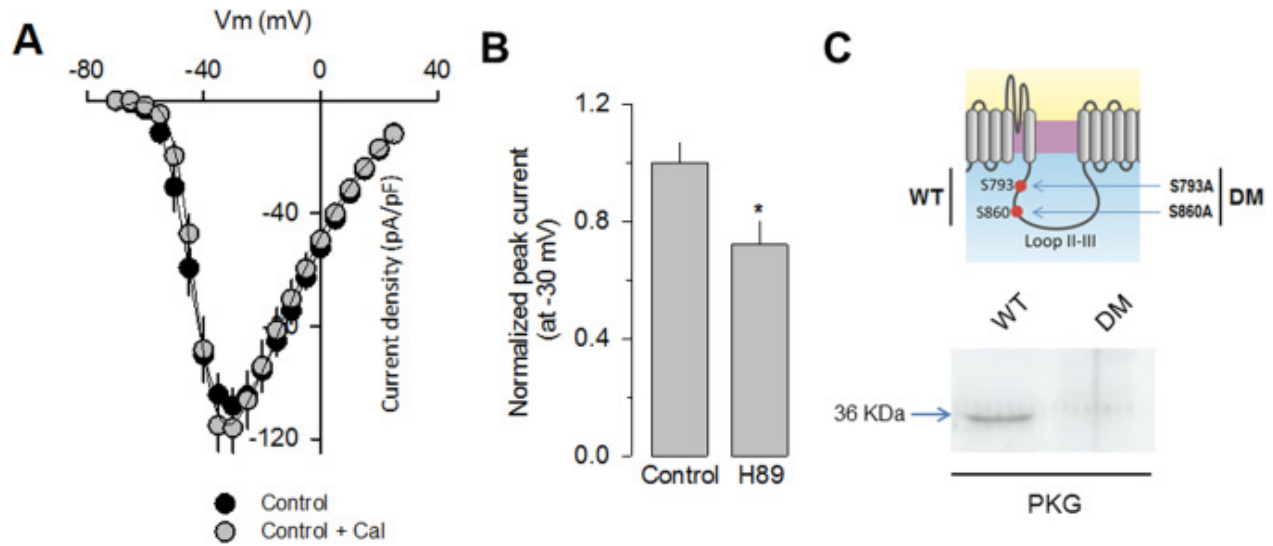 A
Vm (mV)
-80 -40 0 40
-40
-120
Current density (pA/pF)
Control
Control + Cal
B
1.2
0.8
0.4
0.0
Normalized peak current
(at -30 mV)
*
Control H89
C
WT
S793
S860
Loop II-III
S793A
S860A
DM
WT DM
36 KDa
PKG